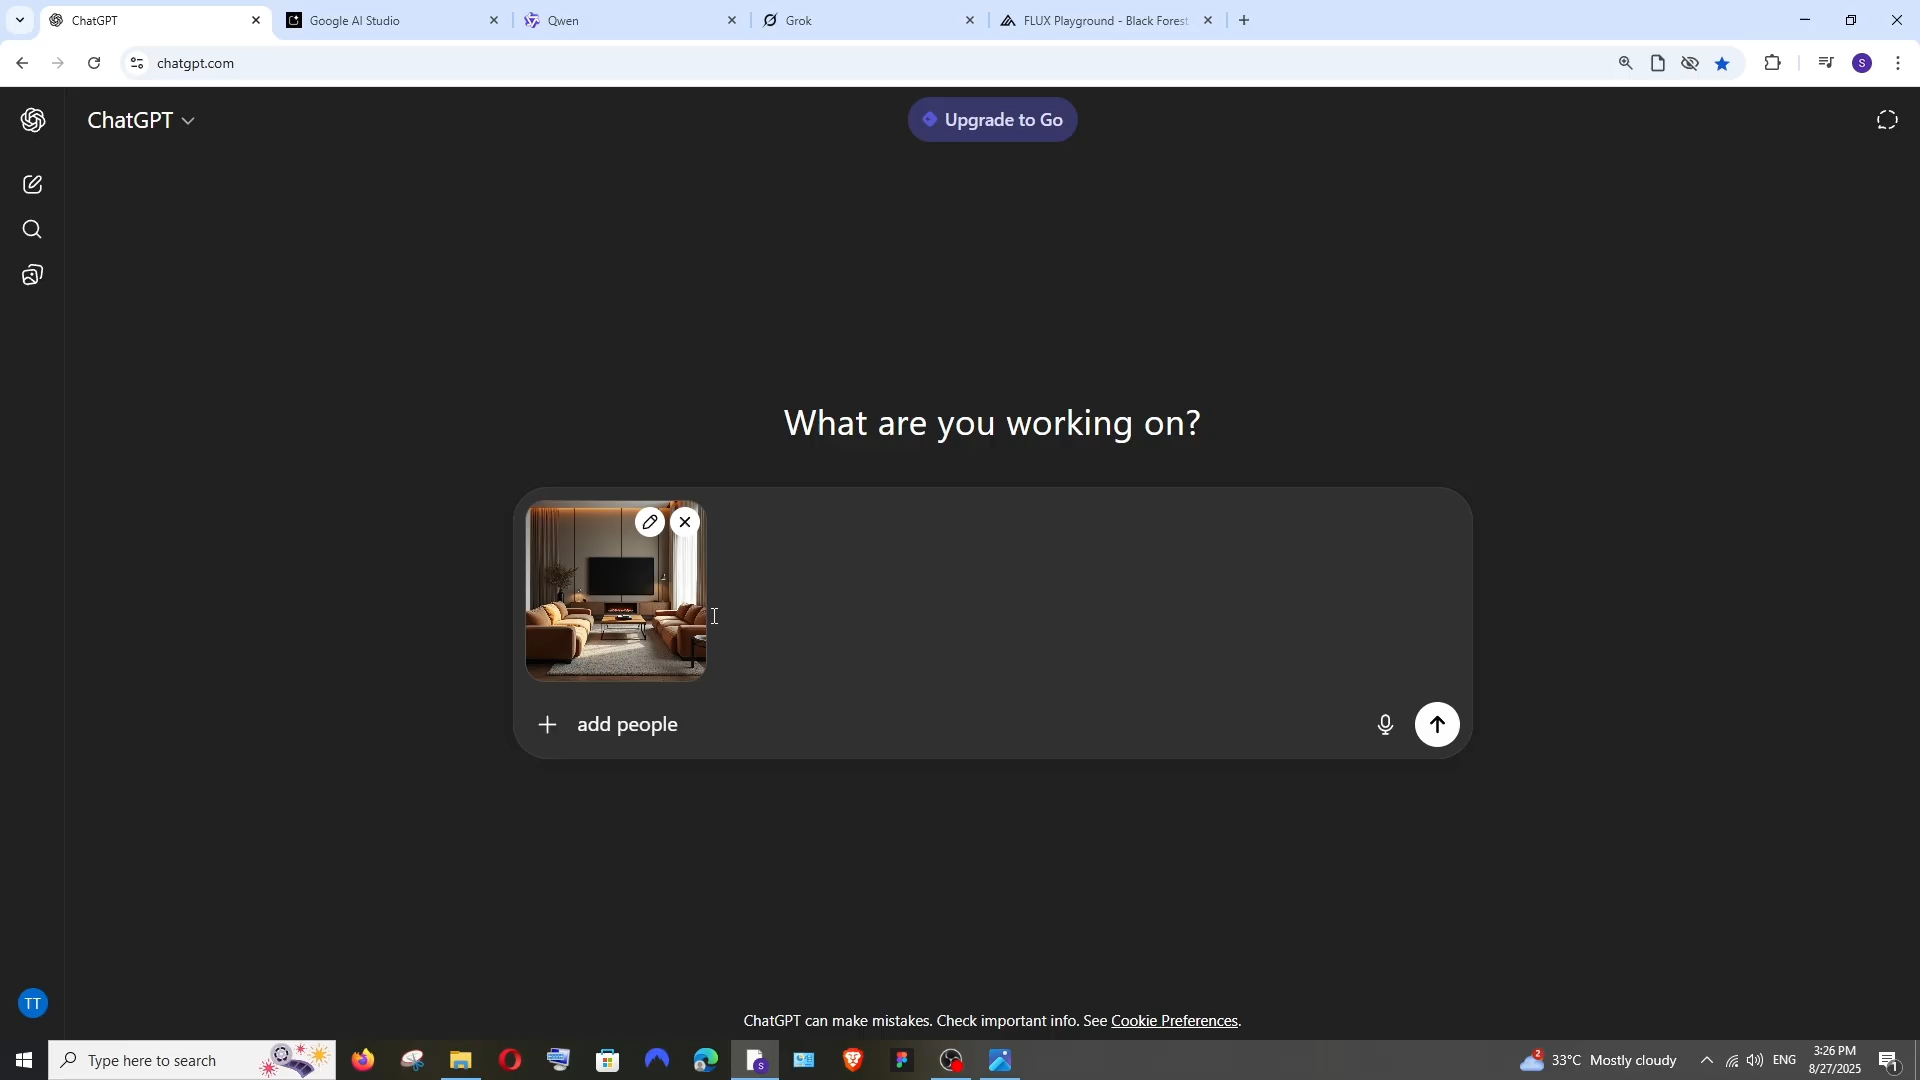 ChatGPT
Google AI Studio
Qwen
Grok
FLUX Playground - Black Forest
chatgpt.com
S
ChatGPT
Upgrade to Go
What are you working on?
add people
TT
ChatGPT can make mistakes. Check important info. See Cookie Preferences.
Type here to search
S
2
33°C Mostly cloudy
ENG
3:26 PM
8/27/2025
1